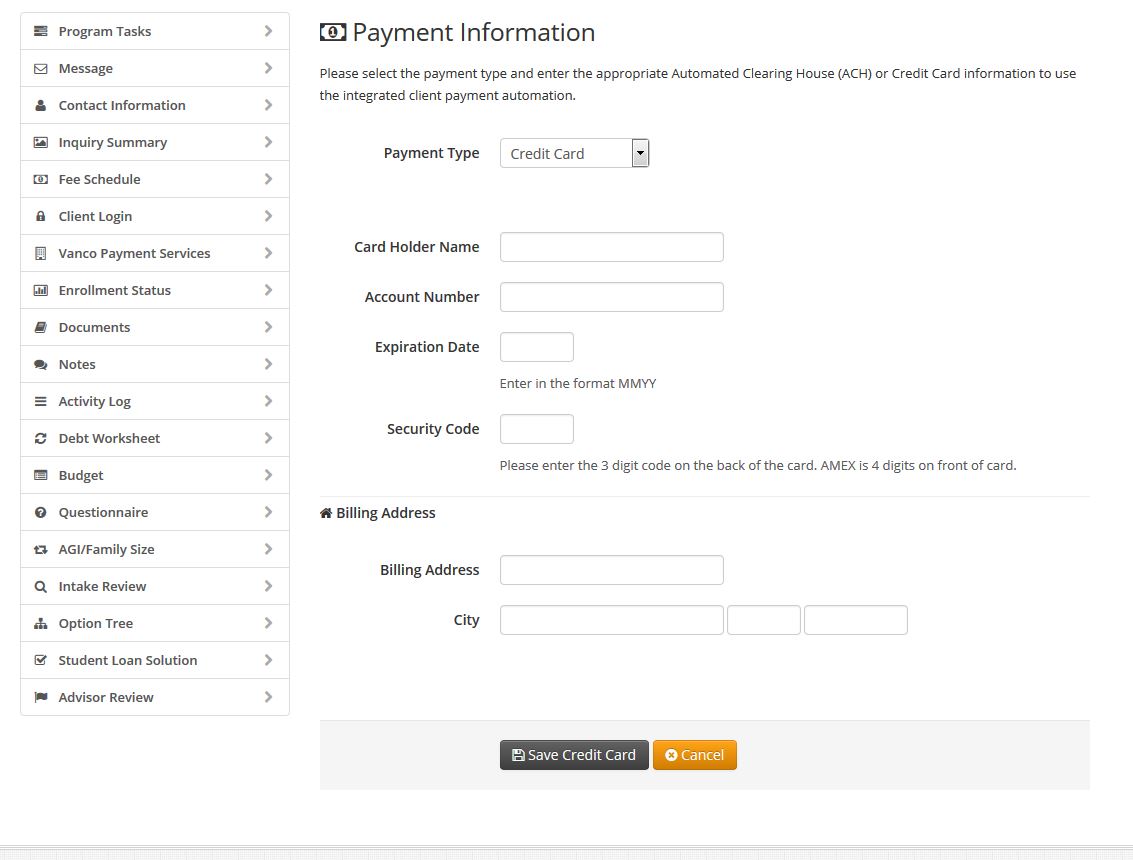 Program Tasks
Message
Contact Information
Inquiry Summary
Fee Schedule
Client Login
Vanco Payment Services
Enrollment Status
Documents
Notes
Activity Log
Debt Worksheet
Budget
Questionnaire
AGI/Family Size
Intake Review
Option Tree
Student Loan Solution
Advisor Review
Payment Information
Please select the payment type and enter the appropriate Automated Clearing House (ACH) or Credit Card information to use
the integrated client payment automation.
Payment Type Credit Card
Card Holder Name
Account Number
Expiration Date
Enter in the format MMYY
Security Code
Please enter the 3 digit code on the back of the card. AMEX is 4 digits on front of card.
Billing Address
Billing Address
City
Save Credit Card Cancel